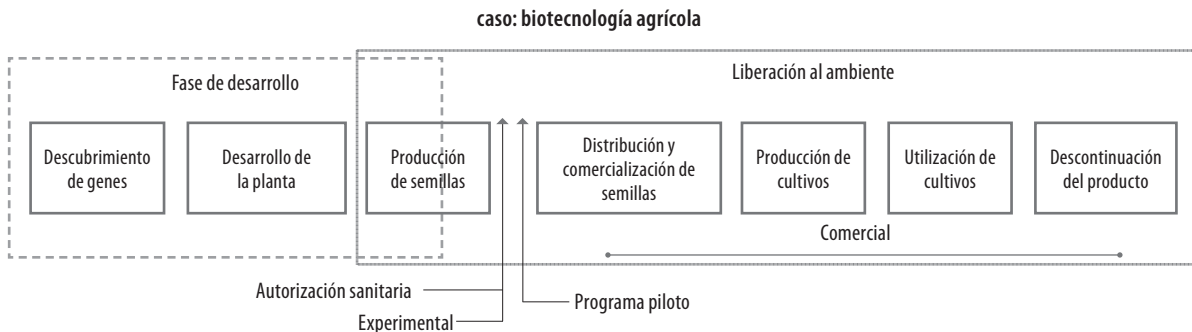 caso: biotecnología agrícola
Fase de desarrollo
Liberación al ambiente
Descubrimiento
de genes
Desarrollo de
la planta
Producción
de semillas
Distribución y
comercialización de
semillas
Producción de
cultivos
Utilización de
cultivos
Descontinuación
del producto
Comercial
Autorización sanitaria
Programa piloto
Experimental